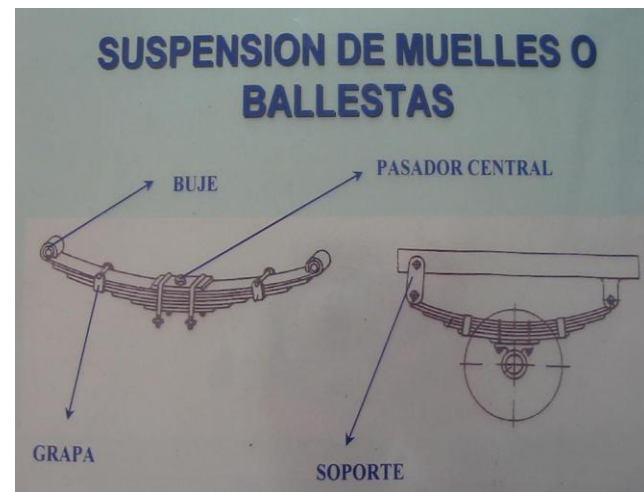 SUSPENSION DE MUELLES O
BALLESTAS
BUJE
PASADOR CENTRAL
GRAPA
SOPORTE